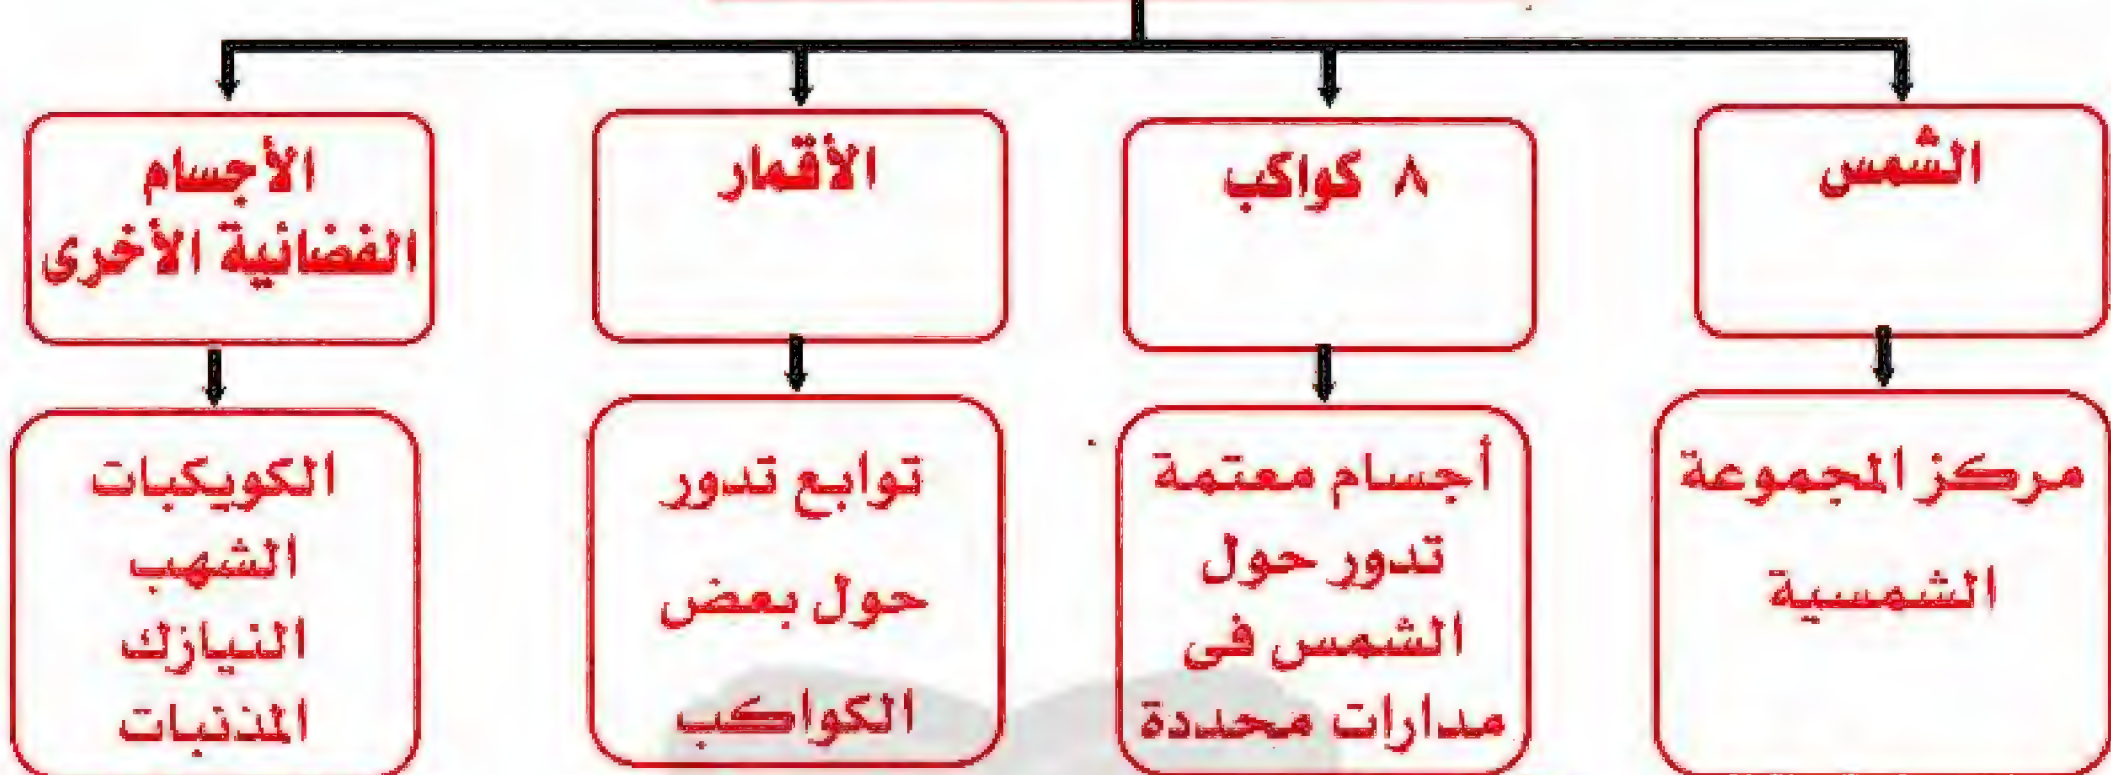 الشمس
٨ كواكب
الأقمار
الأجسام
الفضائية الأخرى
مركز المجموعة
الشمسية
أجسام معتمة
تدور حول
الشمس فى
مدارات محددة
توابع تدور
حول بعض
الكواكب
الكويكبات
الشهب
النيازك
المذنبات